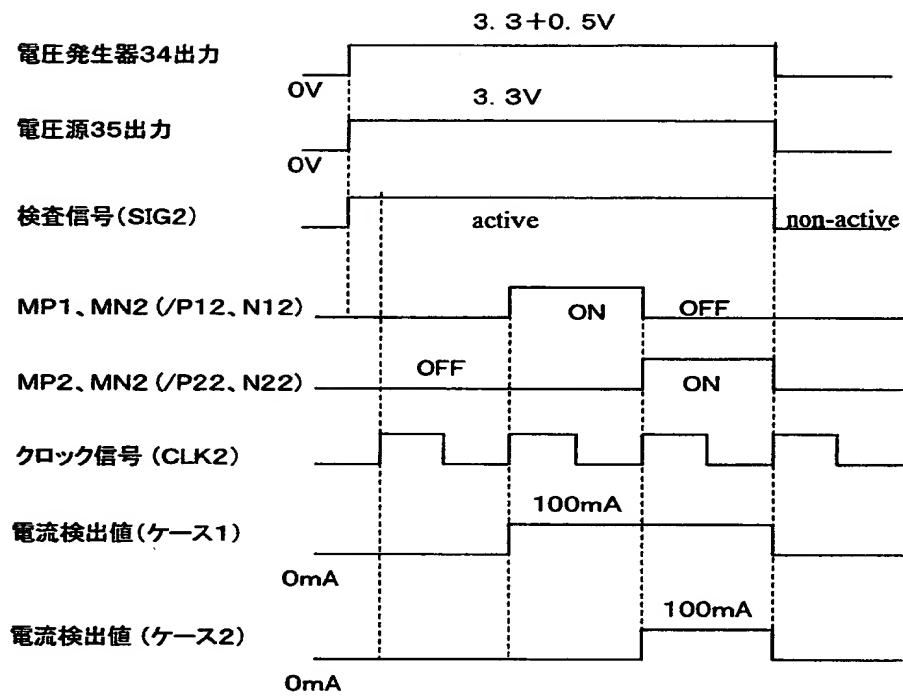 3.3+0.5V
電圧発生器34出力
0V
3.3V
電圧源35出力
0V
検査信号(SIG2)
active
non-active
MP1、MN2(/P12、N12)
ON
OFF
OFF
MP2、MN2(/P22、N22)
ON
クロック信号(CLK2)
100mA
電流検出値(ケース1)
0mA
100mA
電流検出値(ケース2)
0mA